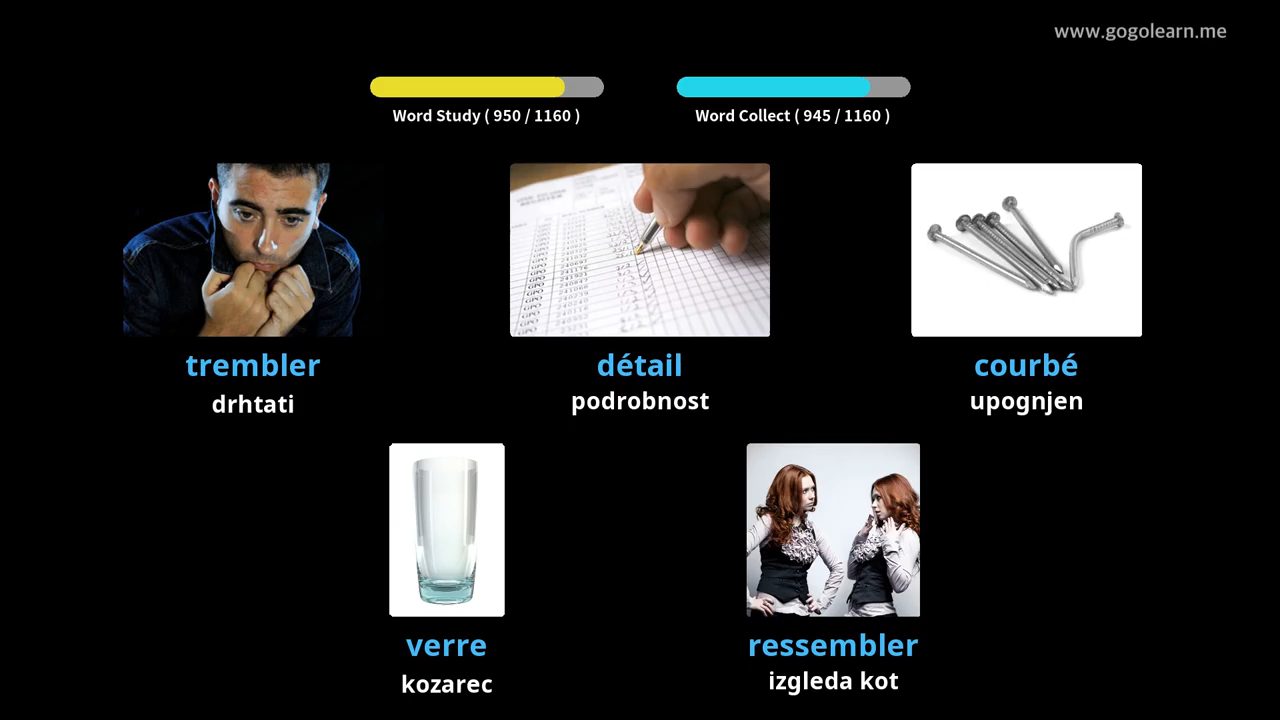 www.gogolearn.me
Word Study ( 950 / 1160 )
Word Collect ( 945 / 1160 )
trembler
drhtati
détail
podrobnost
courbé
upognjen
verre
kozarec
ressembler
izgleda kot